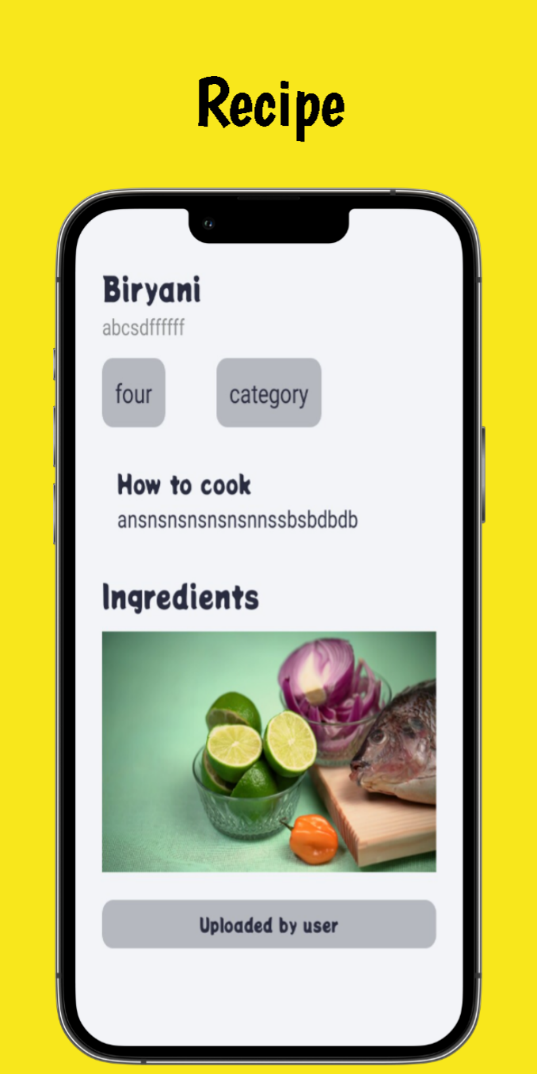 Recipe
Biryani
abcsdffffff
four
category
How to cook
ansnsnsnsnsnsnnssbsbdbdb
Ingredients
Uploaded by user